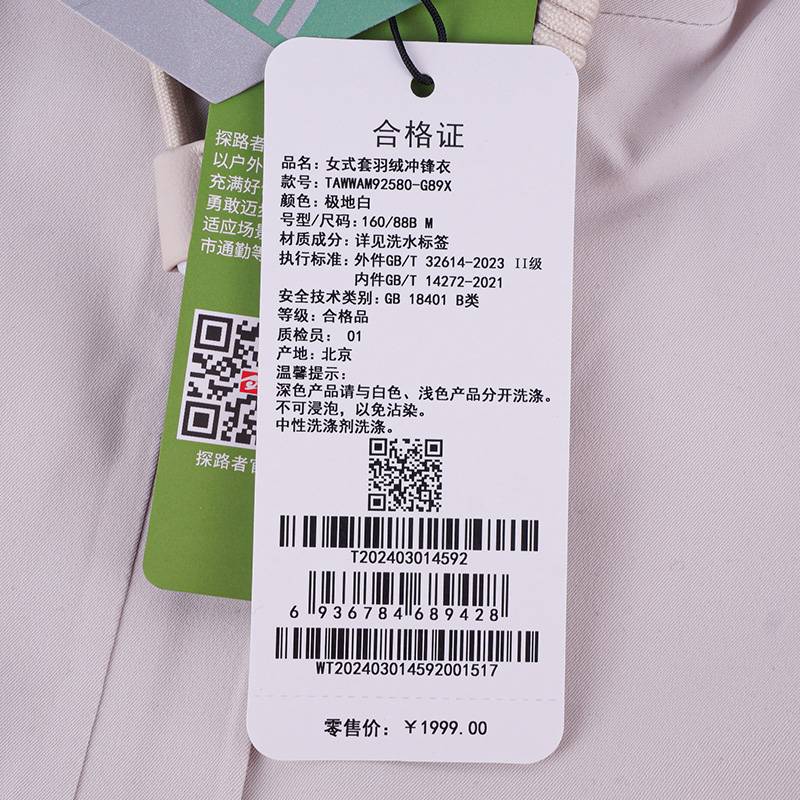 合格证
品名：女式套羽绒冲锋衣
款号：TAWWAM92580-G89X
颜色：极地白
号型/尺码：160/88B M
材质成分：详见洗水标签
执行标准：外件GB/T 32614-2023 II级
内件GB/T 14272-2021
安全技术类别：GB 18401 B类
等级：合格品
质检员： 01
产地：北京
温馨提示：
深色产品请与白色、浅色产品分开洗涤。
不可浸泡，以免沾染。
中性洗涤剂洗涤。
T202403014592
6 936784 689428
WT202403014592001517
零售价：￥1999.00
探路者
以户外
充满好
勇敢迈
适应场景
市通勤等
探路者官